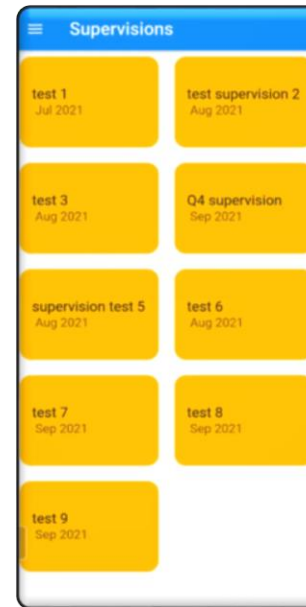 Supervisions
test 1
Jul 2021
test supervision 2
Aug 2021
test 3
Aug 2021
Q4 supervision
Sep 2021
supervision test 5
Aug 2021
test 6
Aug 2021
test 7
Sep 2021
test 8
Sep 2021
test 9
Sep 2021